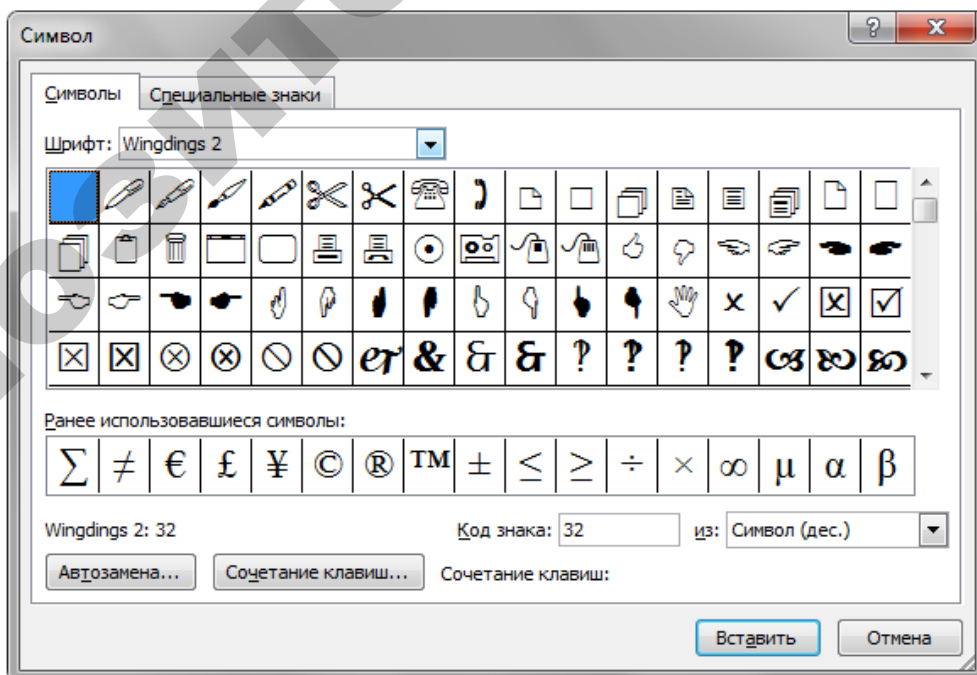 Символ
Символы Специальные знаки
Шрифт: Wingdings 2
Ранее использовавшиеся символы:
∑ ≠ € £ ¥ © ® ™ ± ≤ ≥ ÷ × ∞ µ α β
Wingdings 2: 32 Код знака: 32 из: Символ (дес.)
Автозамена... Сочетание клавиш... Сочетание клавиш:
Вставить Отмена